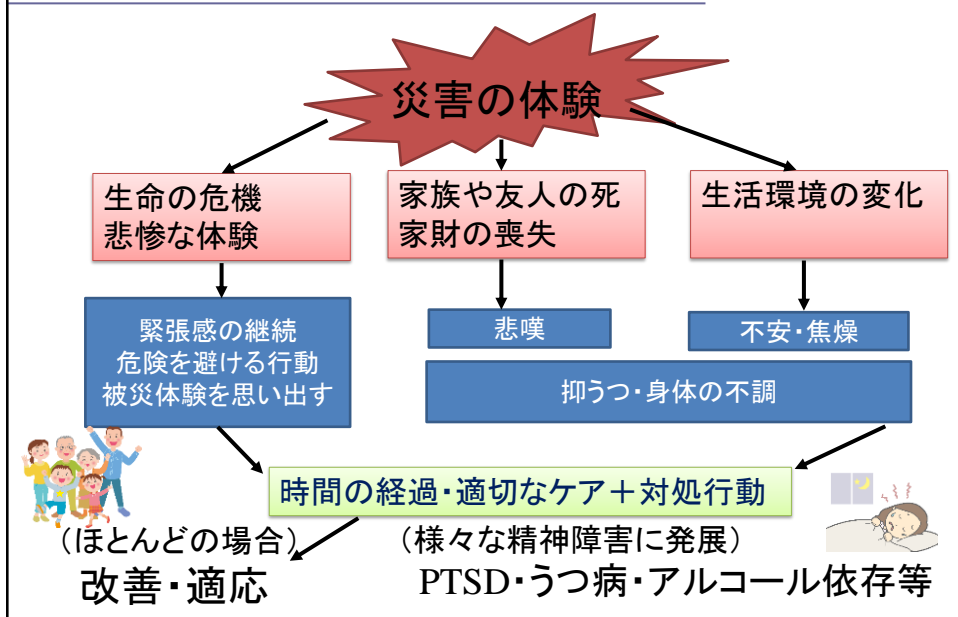 災害の体験
生命の危機
悲惨な体験
家族や友人の死
家財の喪失
生活環境の変化
緊張感の継続
危険を避ける行動
被災体験を思い出す
悲嘆
不安・焦燥
抑うつ・身体の不調
時間の経過・適切なケア＋対処行動
（ほとんどの場合）
改善・適応
（様々な精神障害に発展）
PTSD・うつ病・アルコール依存等